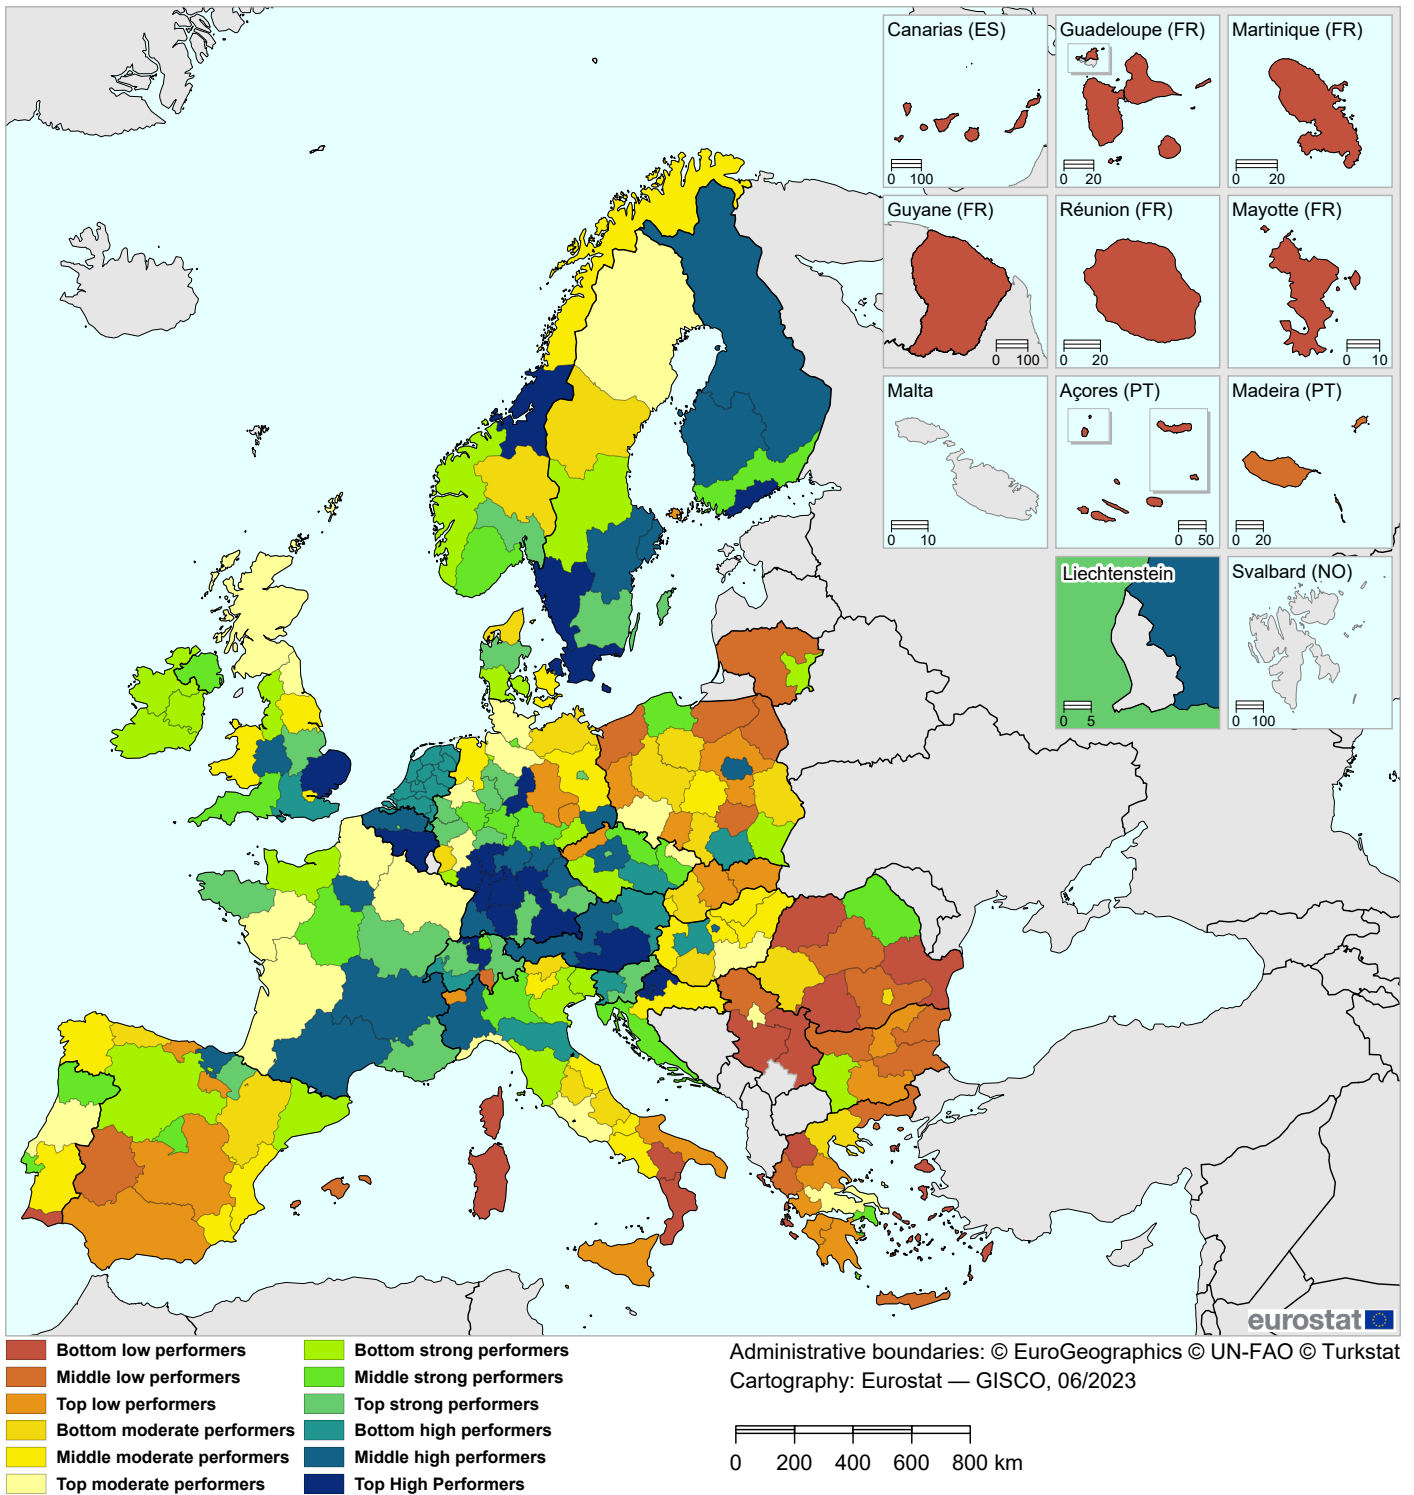 Canarias (ES)
0 100
Guadeloupe (FR)
0 20
Martinique (FR)
0 20
Guyane (FR)
0 100
Réunion (FR)
0 20
Mayotte (FR)
0 10
Malta
0 10
Açores (PT)
0 50
Madeira (PT)
0 20
Liechtenstein
0 5
Svalbard (NO)
0 100
eurostat
Bottom low performers
Middle low performers
Top low performers
Bottom moderate performers
Middle moderate performers
Top moderate performers
Bottom strong performers
Middle strong performers
Top strong performers
Bottom high performers
Middle high performers
Top High Performers
Administrative boundaries: © EuroGeographics © UN-FAO © Turkstat
Cartography: Eurostat — GISCO, 06/2023
0 200 400 600 800 km